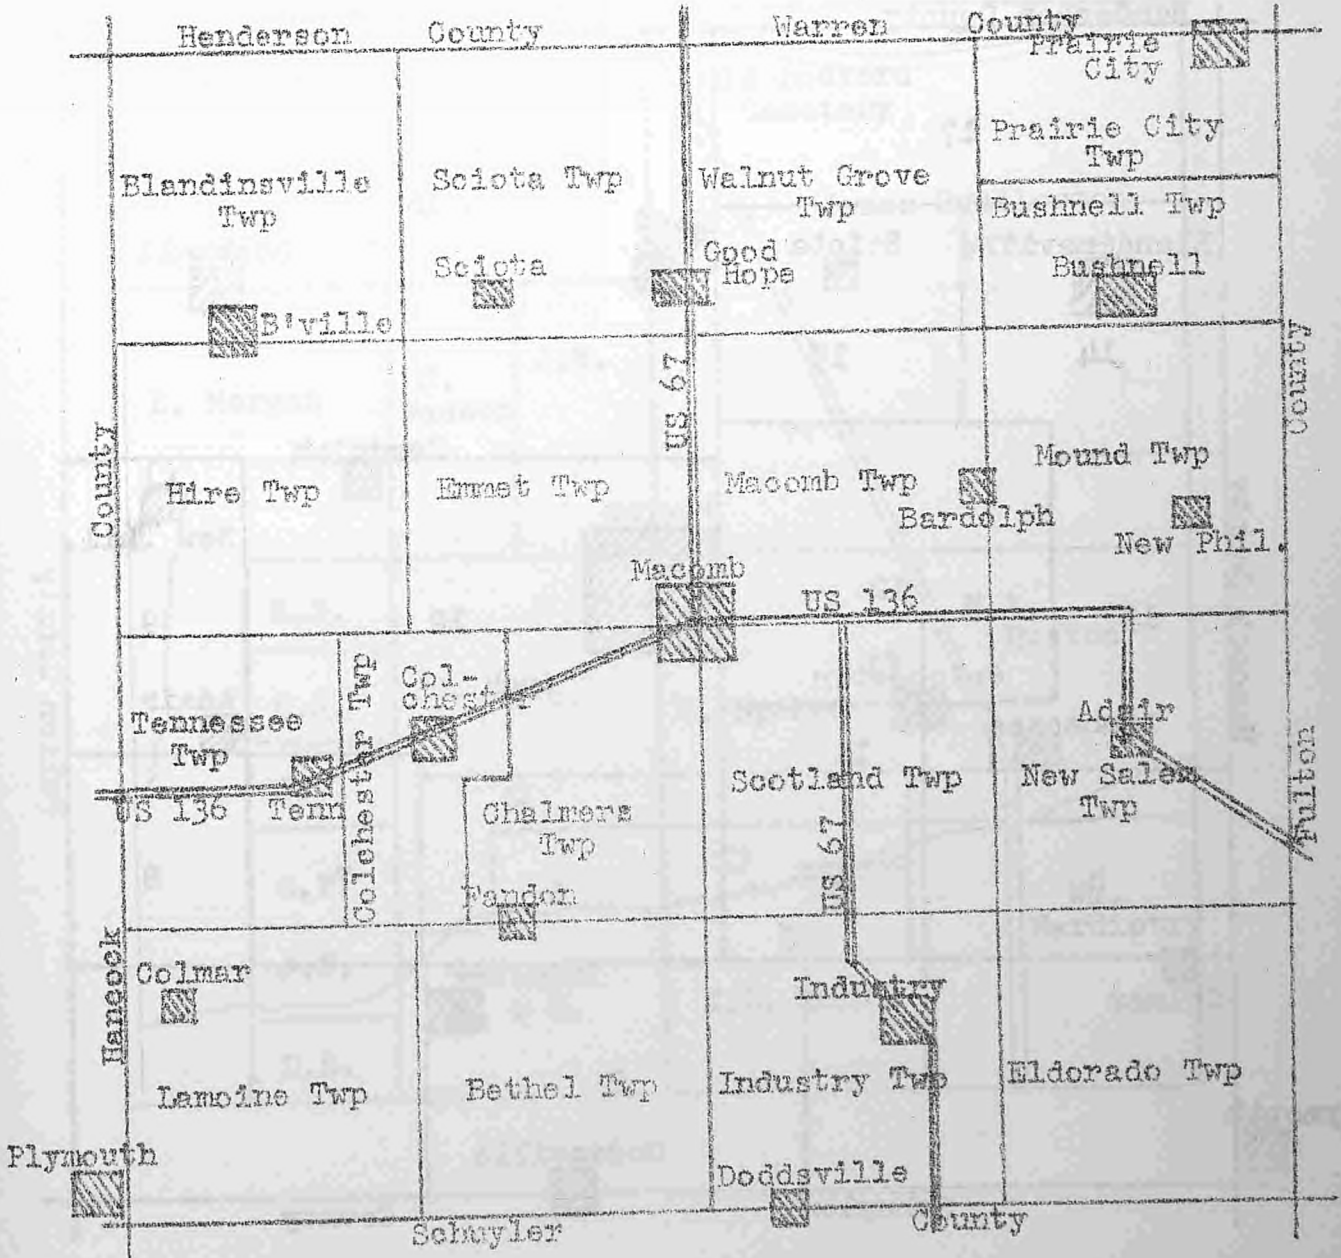 Henderson County
Warren County
Prairie
City
Prairie City
Twp
Blandinsville
Twp
Sciota Twp
Walnut Grove
Twp
Bushnell Twp
Sciota
Good
Hope
Bushnell
B'ville
US 67
County
County
Hire Twp
Emmet Twp
Macomb Twp
Bardolph
Mound Twp
New Phil.
Macomb
US 136
Tennessee
Twp
Colchester Twp
Col-
chester
US 136 Tenn
Chalmers
Twp
Scotland Twp
US 67
Adair
New Salem
Twp
Fulton
Fandon
Hancock
Colmar
Industry
Lamoine Twp
Bethel Twp
Industry Twp
Eldorado Twp
Plymouth
Doddsville
Schuyler
County